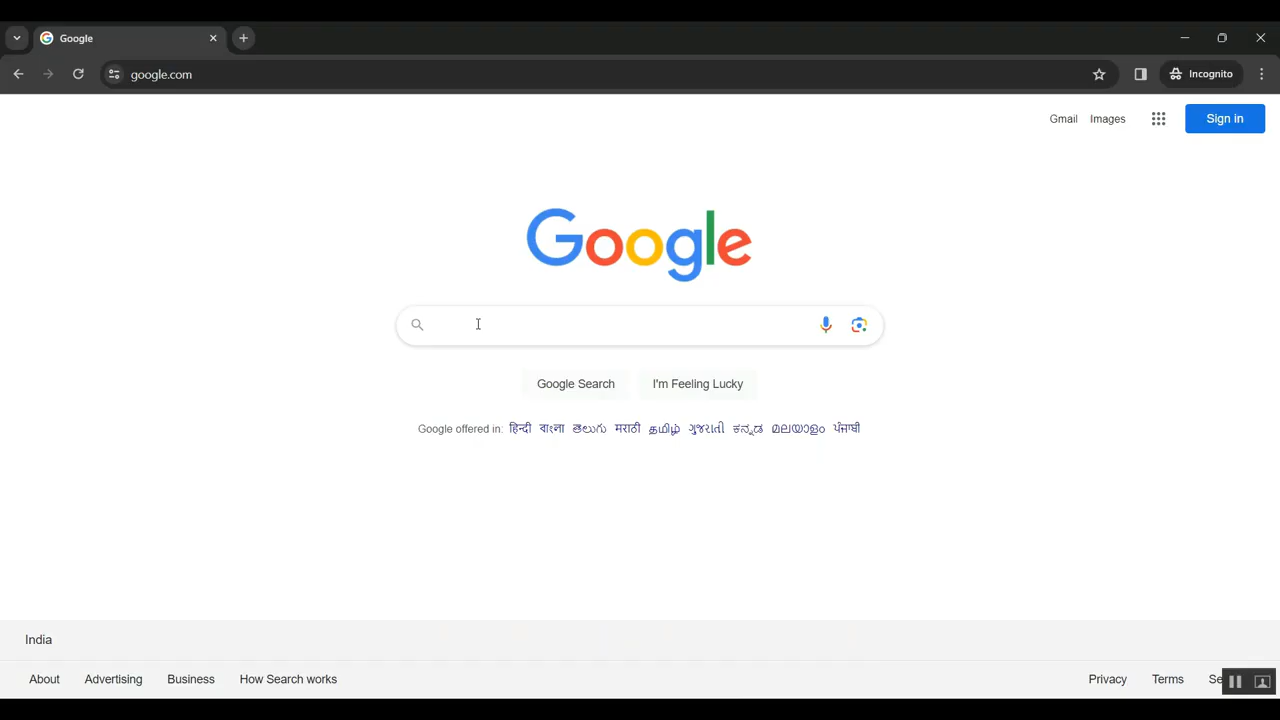 Google
google.com
Incognito
Gmail Images Sign in
Google
Google Search I'm Feeling Lucky
Google offered in: हिन्दी বাংলা తెలుగు मराठी தமிழ் ગુજરાતી ಕನ್ನಡ മലയാളം ਪੰਜਾਬੀ
India
About Advertising Business How Search works Privacy Terms Se